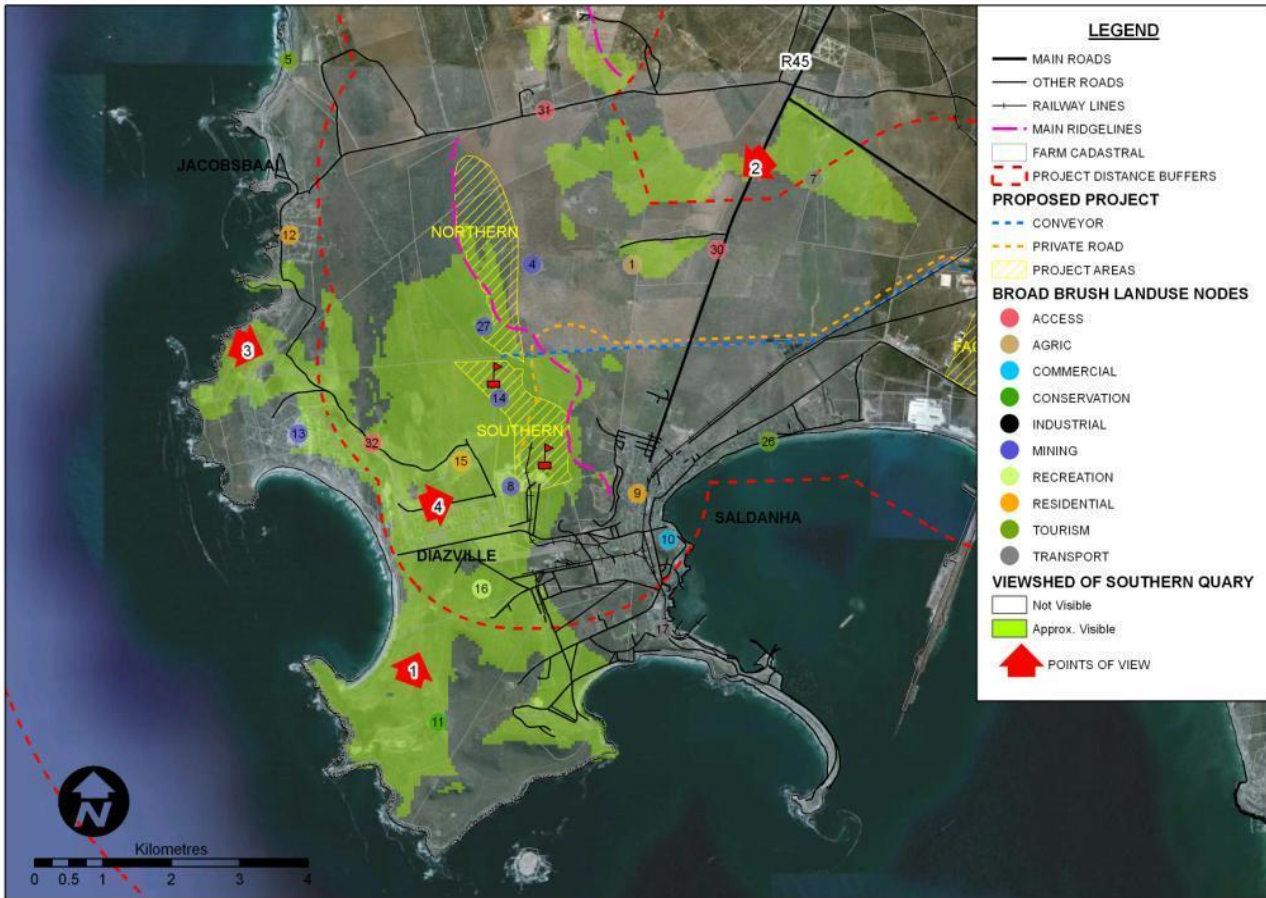 R45
5
31
JACOBSBAAI
2
7
12
NORTHERN
4
1
30
27
3
14
FAC
13
32
SOUTHERN
15
26
8
9
4
SALDANHA
10
DIAZVILLE
16
17
1
11
N
Kilometres
0 0.5 1 2 3 4
LEGEND
MAIN ROADS
OTHER ROADS
RAILWAY LINES
MAIN RIDGELINES
FARM CADASTRAL
PROJECT DISTANCE BUFFERS
PROPOSED PROJECT
CONVEYOR
PRIVATE ROAD
PROJECT AREAS
BROAD BRUSH LANDUSE NODES
ACCESS
AGRIC
COMMERCIAL
CONSERVATION
INDUSTRIAL
MINING
RECREATION
RESIDENTIAL
TOURISM
TRANSPORT
VIEWSHED OF SOUTHERN QUARY
Not Visible
Approx. Visible
POINTS OF VIEW